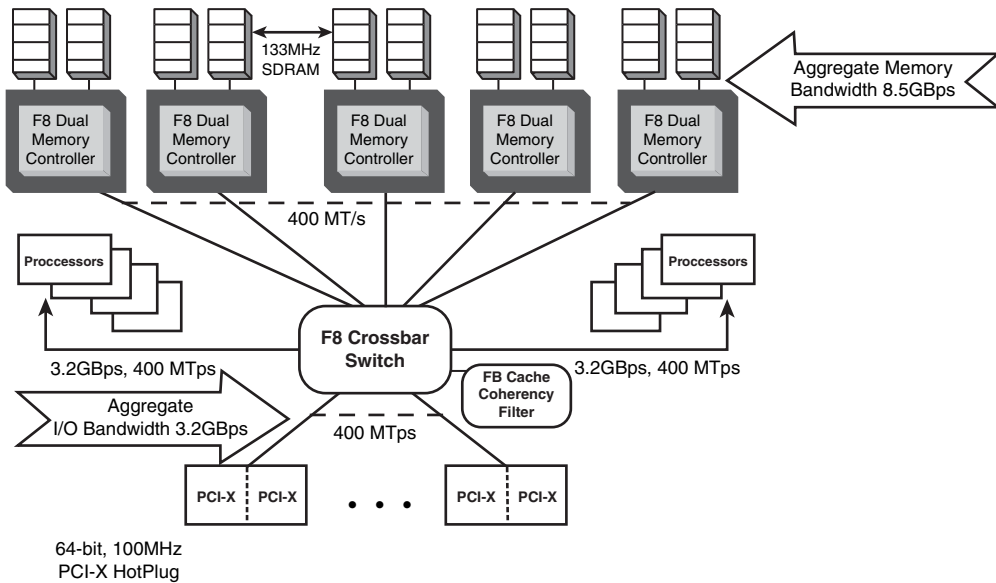 133MHz
SDRAM
Aggregate Memory
Bandwidth 8.5GBps
F8 Dual
Memory
Controller
F8 Dual
Memory
Controller
F8 Dual
Memory
Controller
F8 Dual
Memory
Controller
F8 Dual
Memory
Controller
400 MT/s
Proccessors
Proccessors
F8 Crossbar
Switch
3.2GBps, 400 MTps
3.2GBps, 400 MTps
FB Cache
Coherency
Filter
Aggregate
I/O Bandwidth 3.2GBps
400 MTps
PCI-X
PCI-X
• • •
PCI-X
PCI-X
64-bit, 100MHz
PCI-X HotPlug